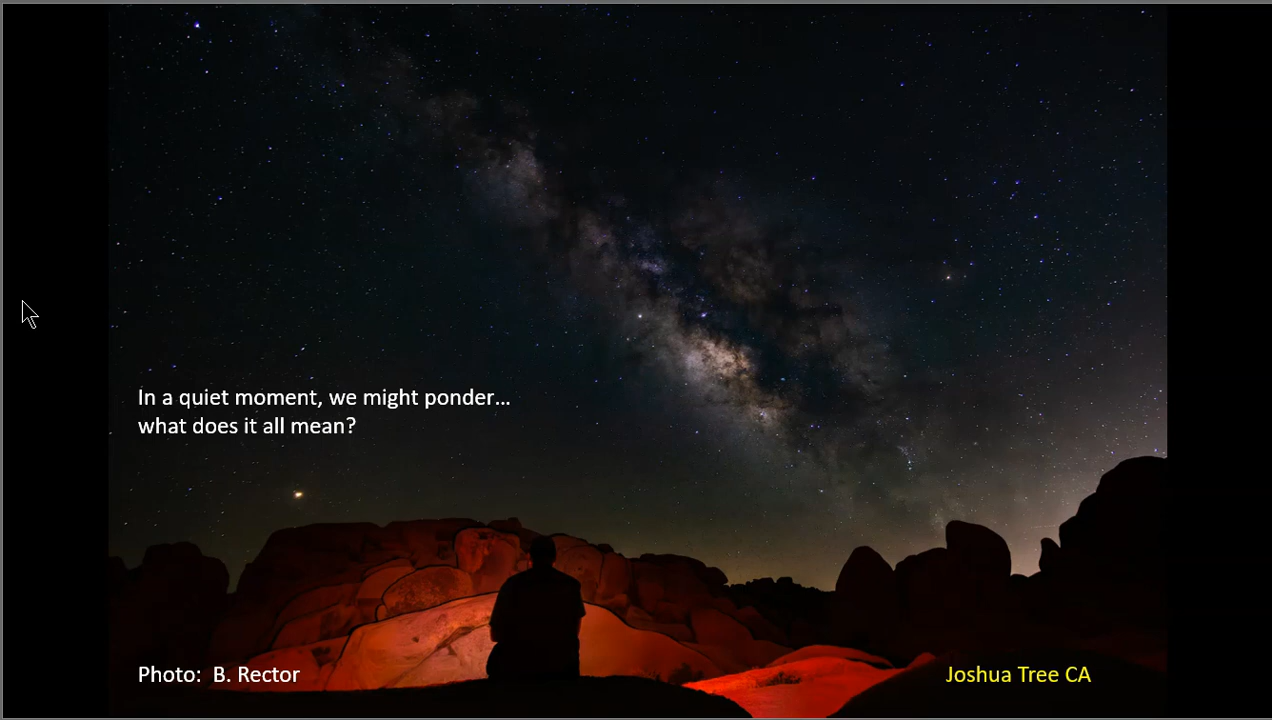 In a quiet moment, we might ponder...
what does it all mean?
Photo:  B. Rector
Joshua Tree CA